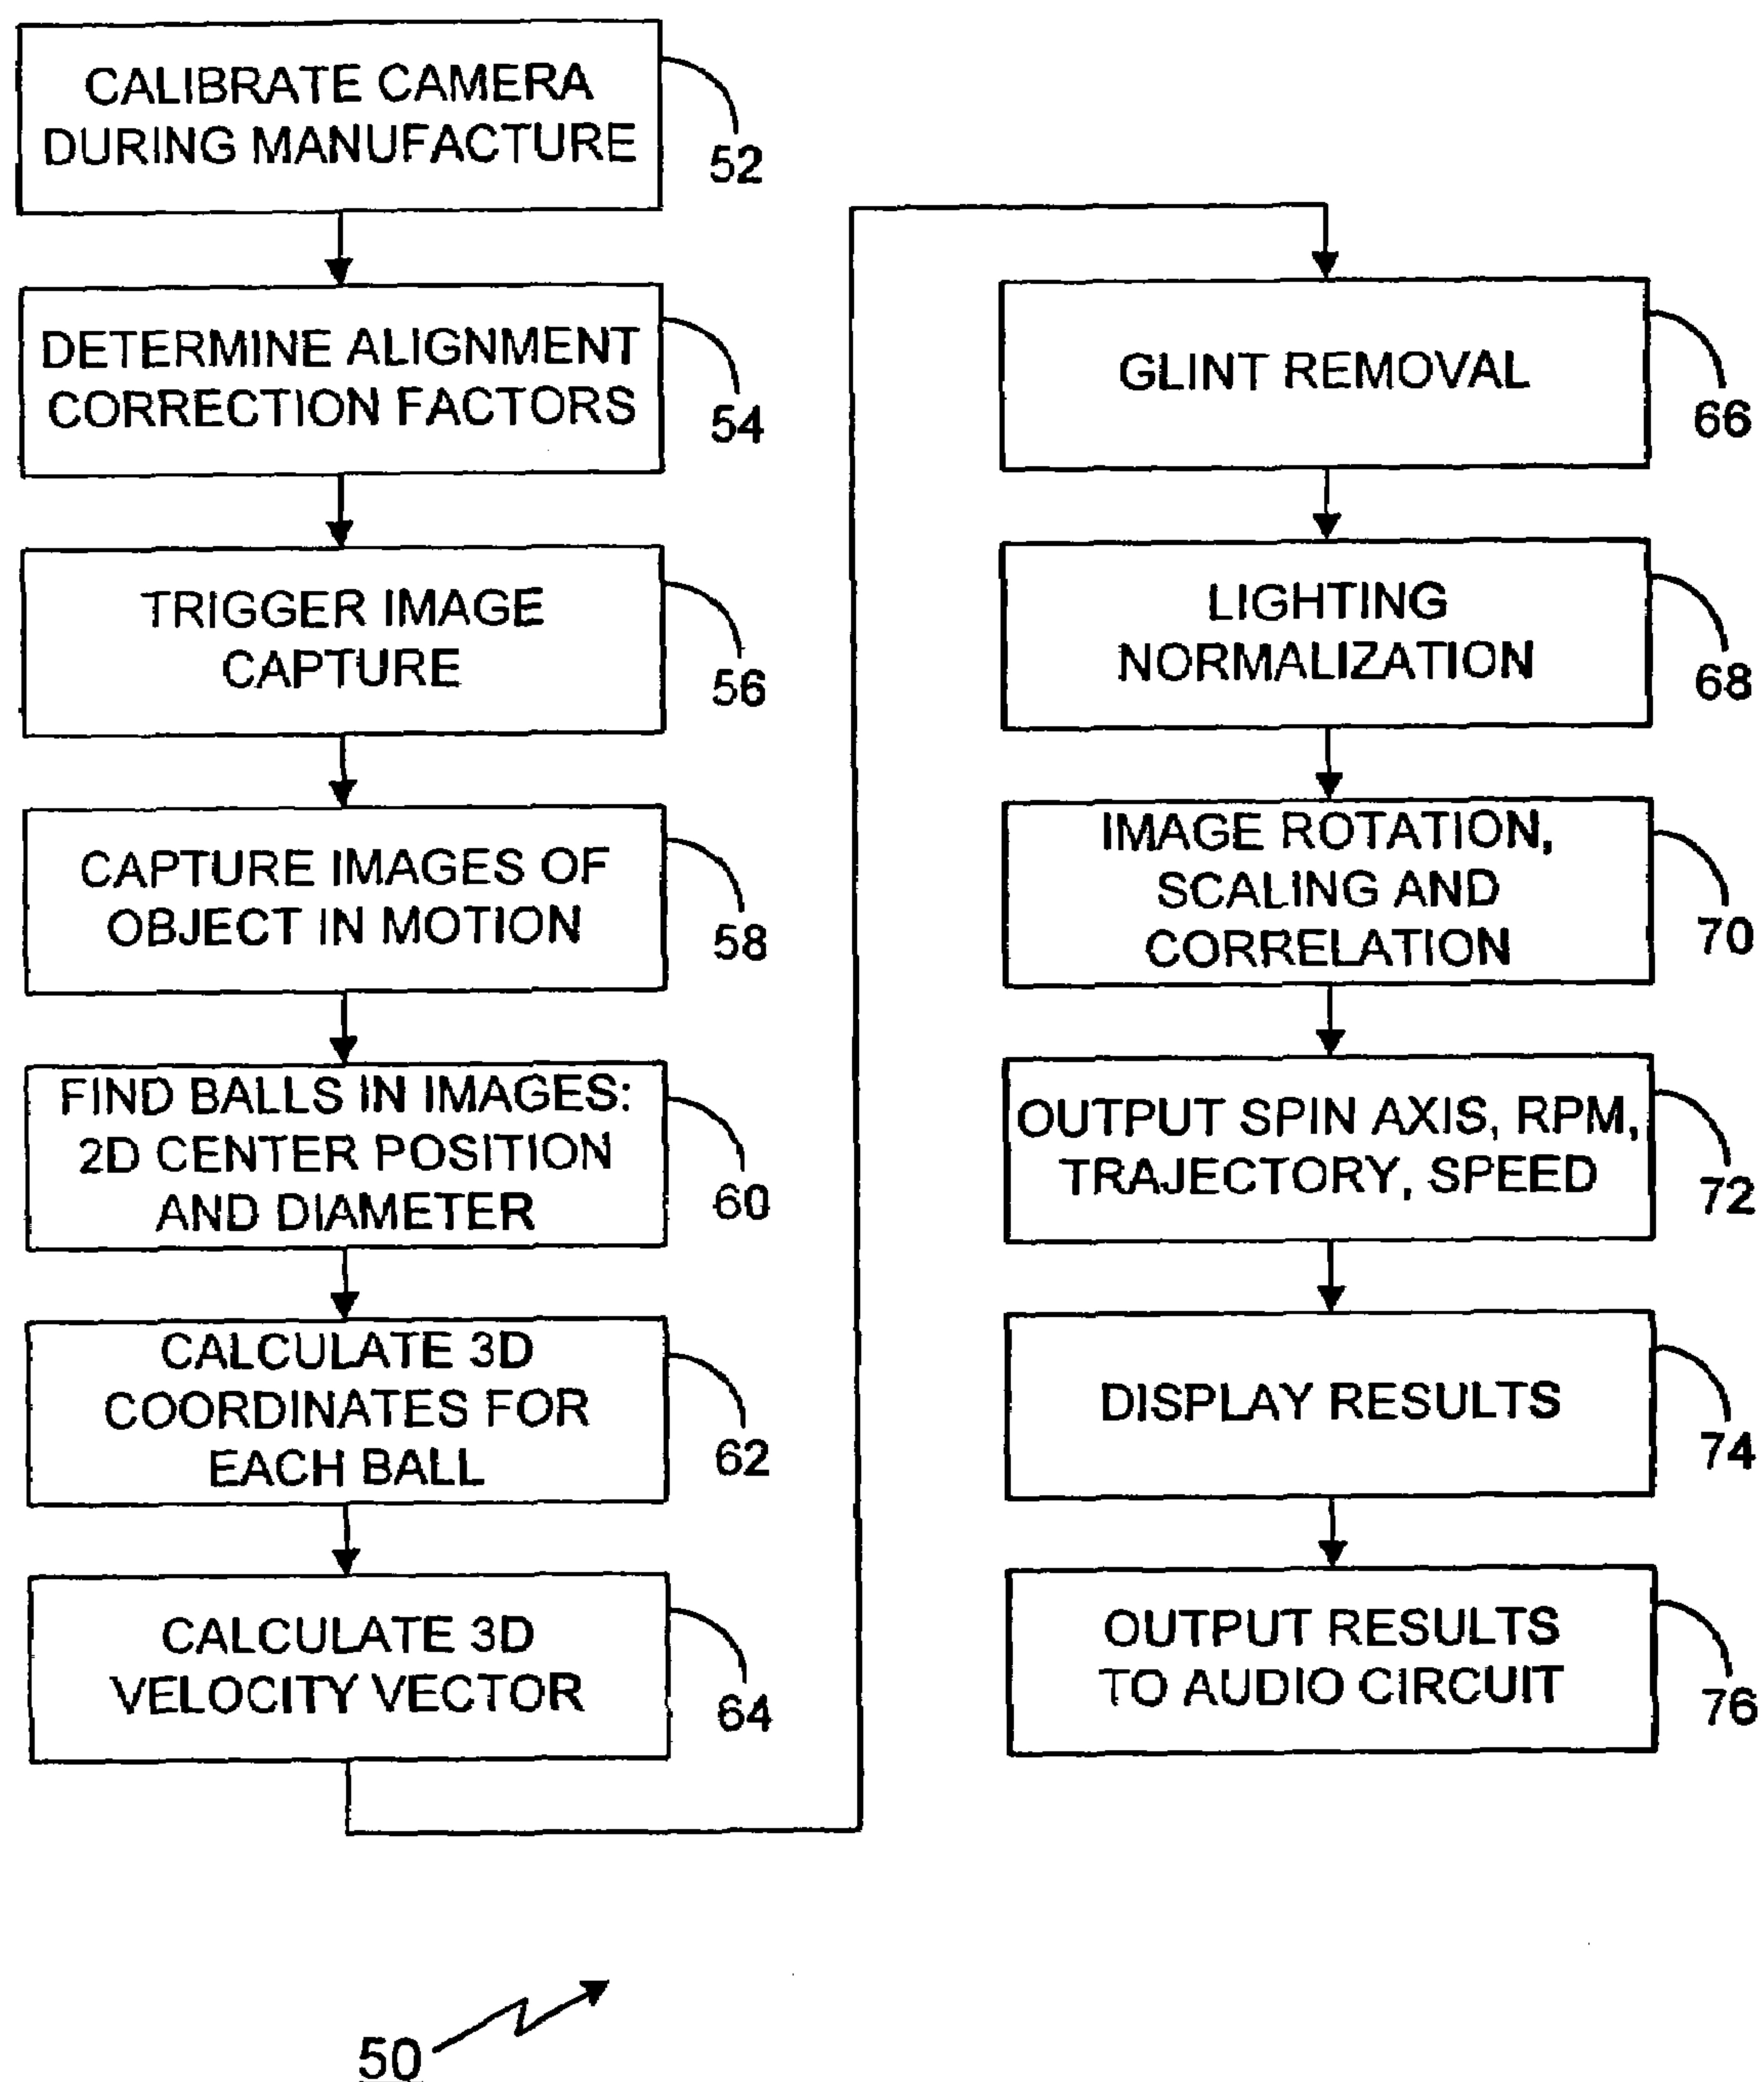 CALIBRATE CAMERA
DURING MANUFACTURE
52
DETERMINE ALIGNMENT
CORRECTION FACTORS
54
TRIGGER IMAGE
CAPTURE
56
CAPTURE IMAGES OF
OBJECT IN MOTION
58
FIND BALLS IN IMAGES:
2D CENTER POSITION
AND DIAMETER
60
CALCULATE 3D
COORDINATES FOR
EACH BALL
62
CALCULATE 3D
VELOCITY VECTOR
64
GLINT REMOVAL
66
LIGHTING
NORMALIZATION
68
IMAGE ROTATION,
SCALING AND
CORRELATION
70
OUTPUT SPIN AXIS, RPM,
TRAJECTORY, SPEED
72
DISPLAY RESULTS
74
OUTPUT RESULTS
TO AUDIO CIRCUIT
76
50